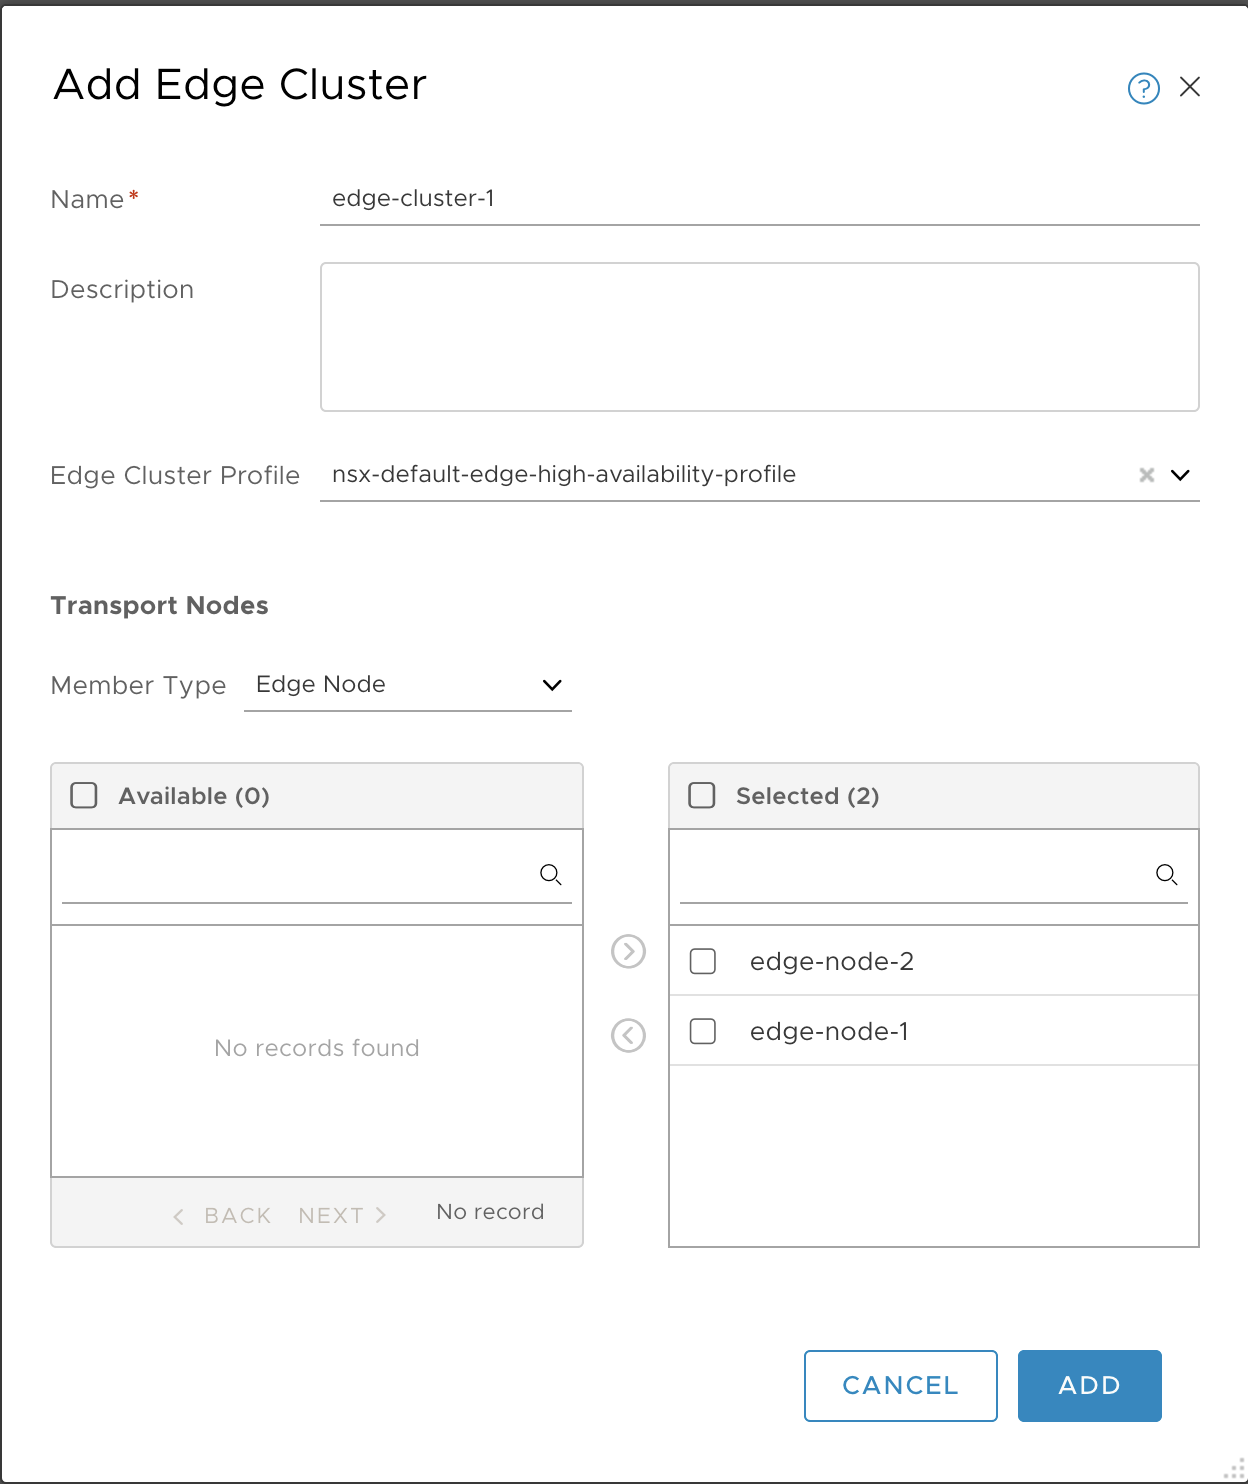 Add Edge Cluster
?
Name*
edge-cluster-1
Description
Edge Cluster Profile
nsx-default-edge-high-availability-profile
Transport Nodes
Member Type
Edge Node
Available (0)
Selected (2)
edge-node-2
edge-node-1
No records found
BACK
NEXT
No record
CANCEL
ADD